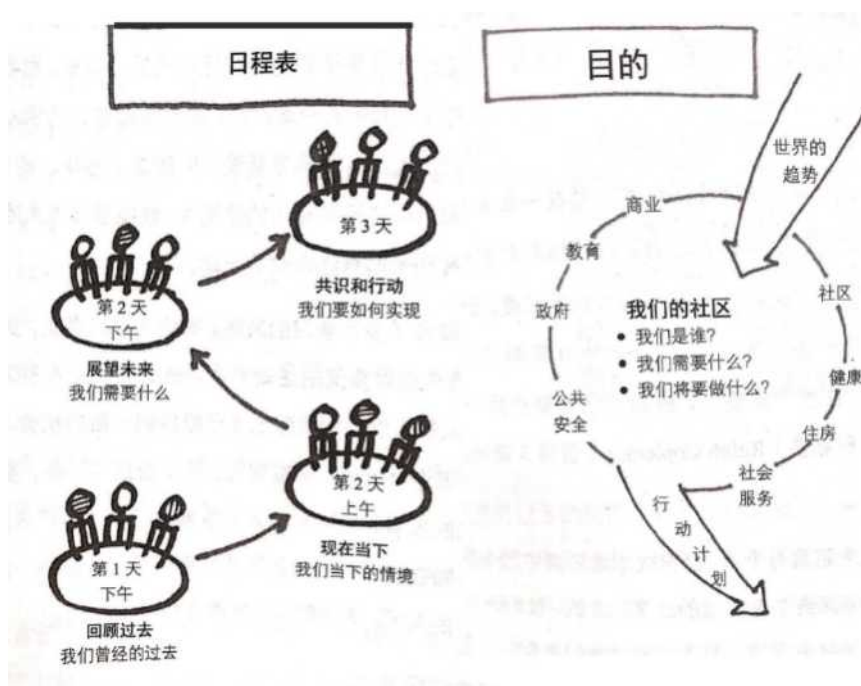 日程表
第3天
共识和行动
我们要如何实现
第2天
下午
展望未来
我们需要什么
第2天
上午
现在当下
我们当下的情境
第1天
下午
回顾过去
我们曾经的过去
目的
世界的
趋势
商业
教育
政府
公共
安全
我们的社区
• 我们是谁?
• 我们需要什么?
• 我们将要做什么?
社区
健康
住房
社会
服务
行动计划